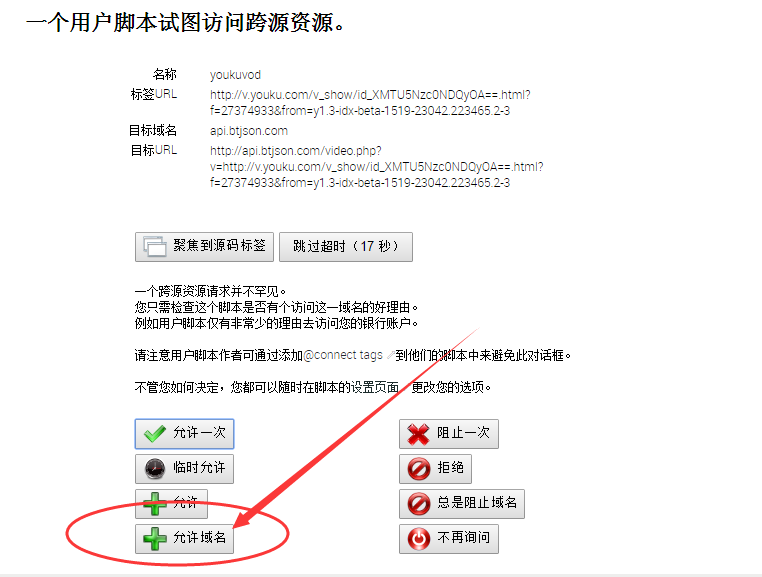 一个用户脚本试图访问跨源资源。
名称 youkuvod
标签URL http://v.youku.com/v_show/id_XMTU5Nzc0NDQyOA==.html?
f=27374933&from=y1.3-idx-beta-1519-23042.223465.2-3
目标域名 api.btjson.com
目标URL http://api.btjson.com/video.php?
v=http://v.youku.com/v_show/id_XMTU5Nzc0NDQyOA==.html?
f=27374933&from=y1.3-idx-beta-1519-23042.223465.2-3
聚焦到源码标签 跳过超时（17 秒）
一个跨源资源请求并不罕见。
您只需检查这个脚本是否有个访问这一域名的好理由。
例如用户脚本仅有非常少的理由去访问您的银行账户。
请注意用户脚本作者可通过添加@connect tags 到他们的脚本中来避免此对话框。
不管您如何决定，您都可以随时在脚本的设置页面 更改您的选项。
允许一次 阻止一次
临时允许 拒绝
允许 总是阻止域名
允许域名 不再询问